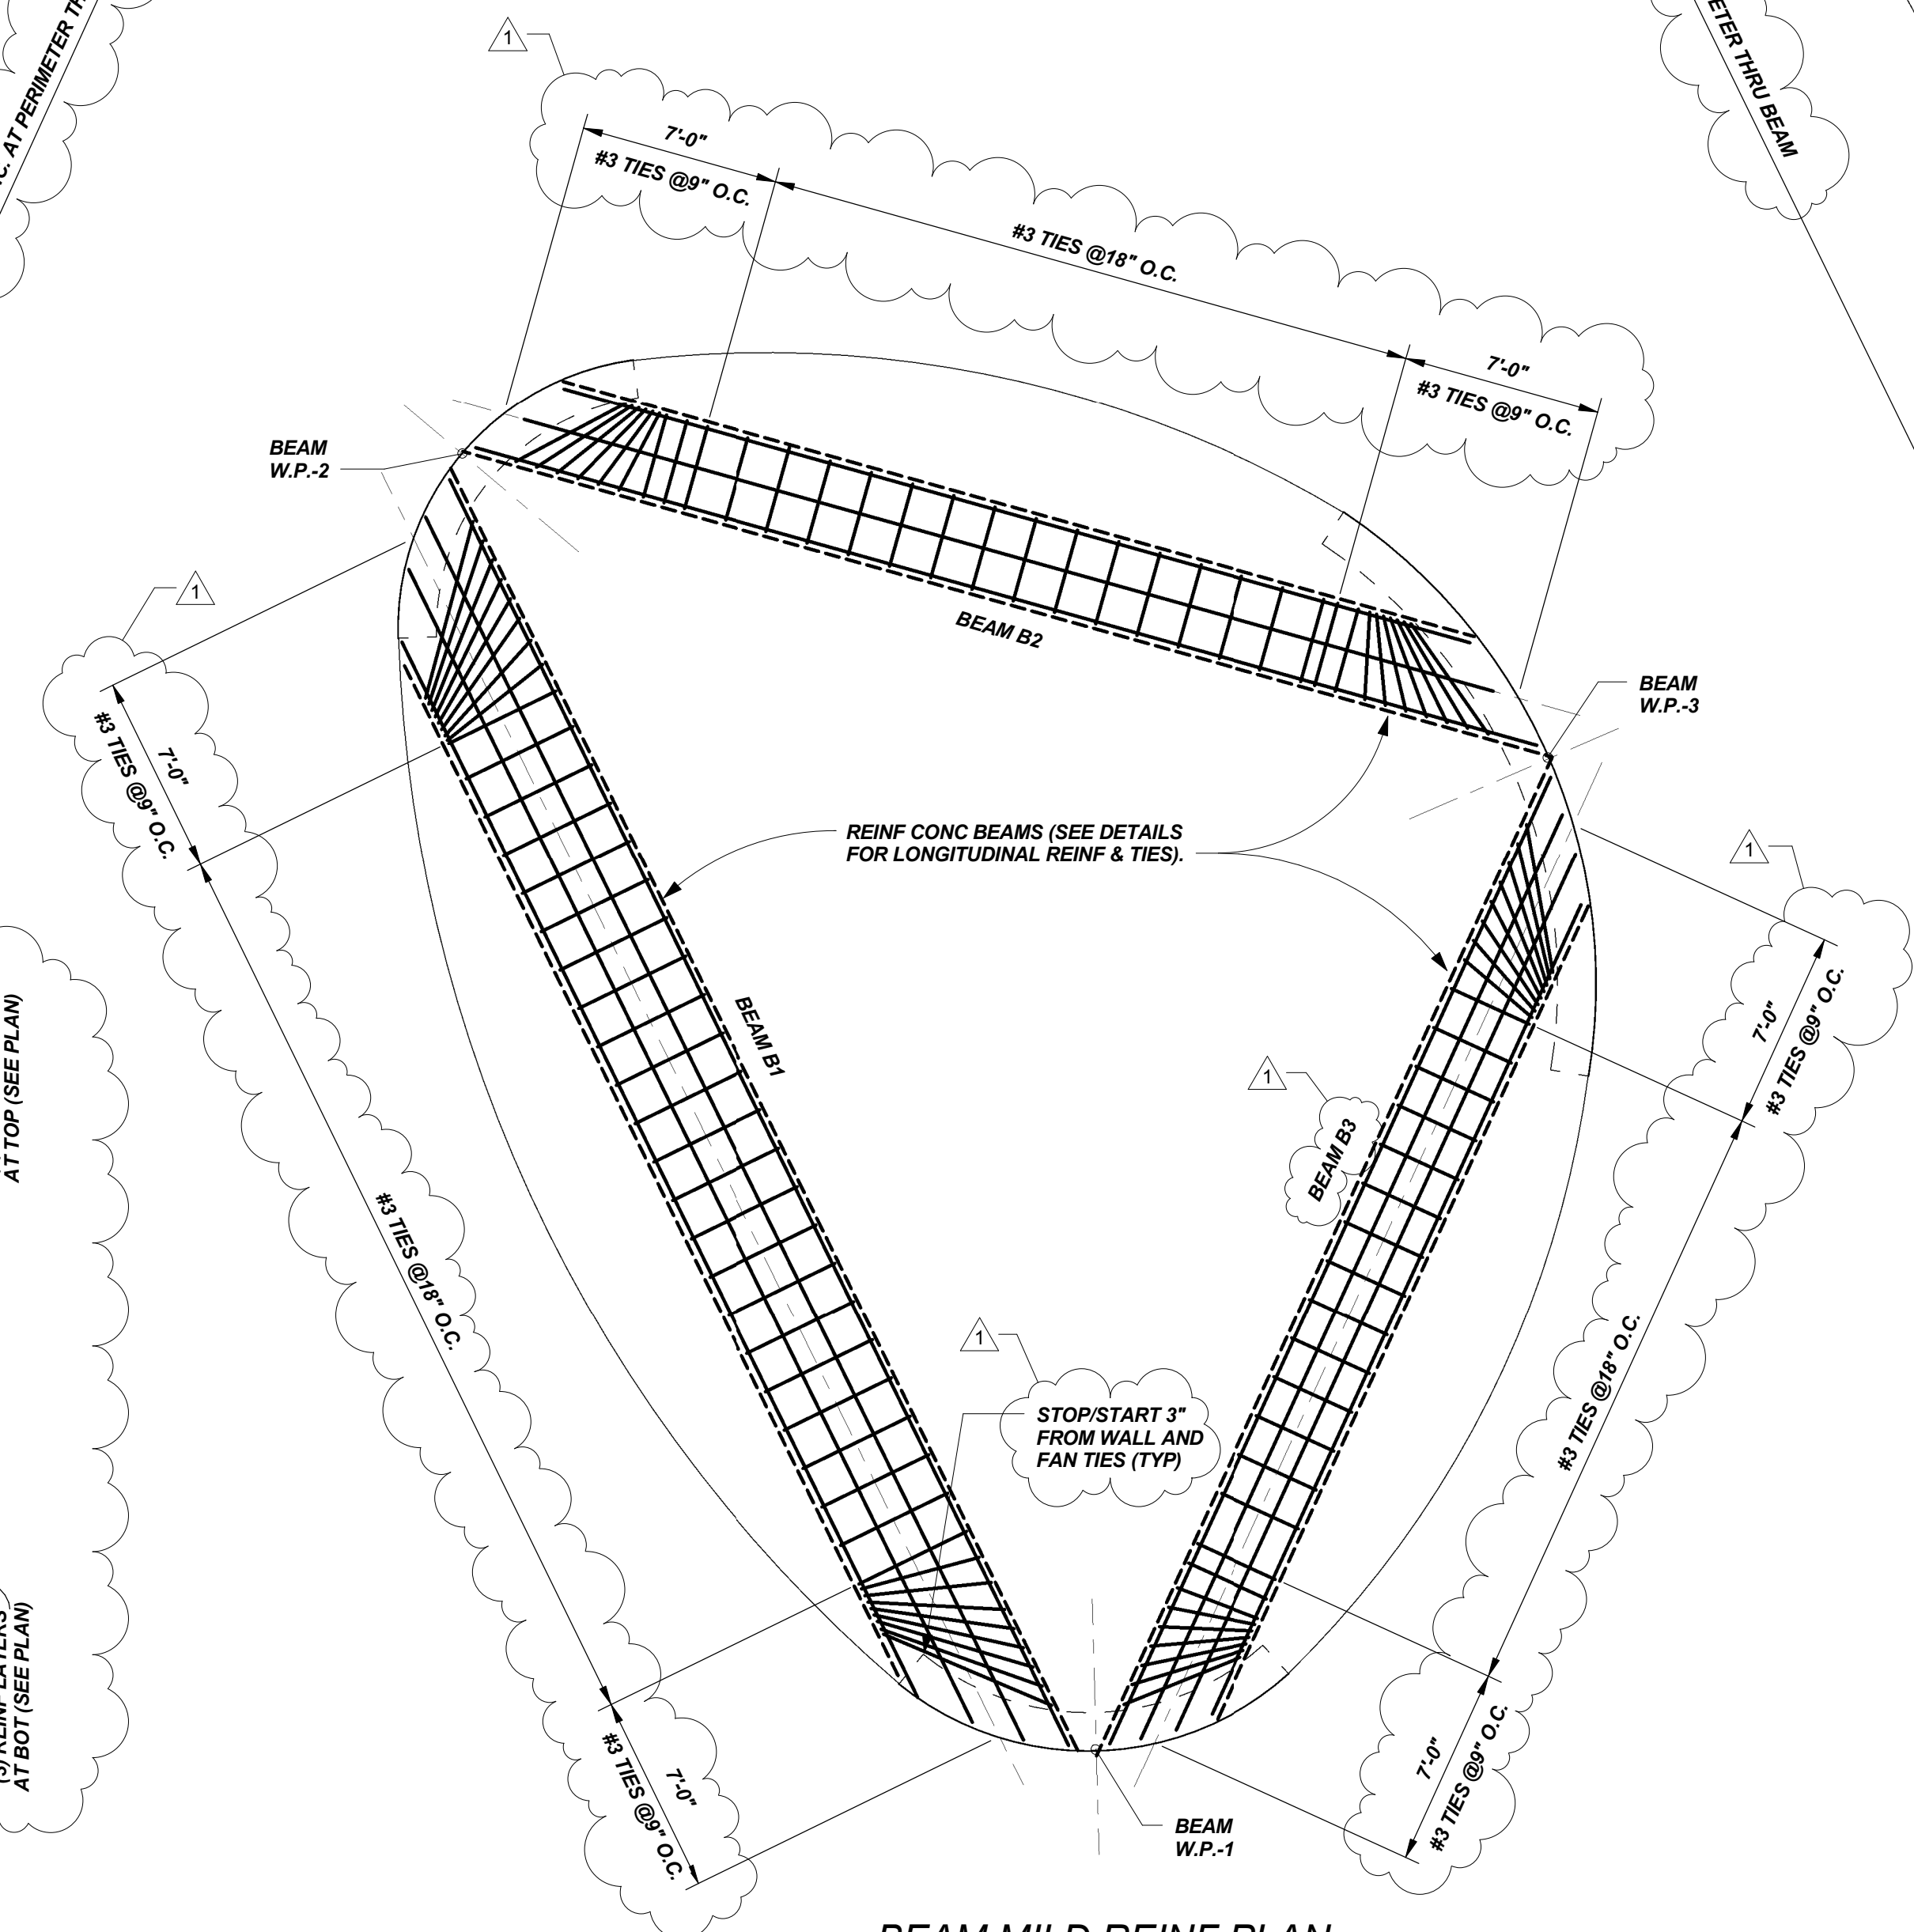 C. AT PERIMETER TH
ETER THRU BEAM
1
7'-0"
#3 TIES @9" O.C.
#3 TIES @18" O.C.
7'-0"
#3 TIES @9" O.C.
BEAM
W.P.-2
BEAM B2
BEAM
W.P.-3
1
7'-0"
#3 TIES @9" O.C.
#3 TIES @18" O.C.
7'-0"
#3 TIES @9" O.C.
REINF CONC BEAMS (SEE DETAILS
FOR LONGITUDINAL REINF & TIES).
1
7'-0"
#3 TIES @9" O.C.
#3 TIES @18" O.C.
7'-0"
#3 TIES @9" O.C.
BEAM B1
1
BEAM B3
AT TOP (SEE PLAN)
1
STOP/START 3"
FROM WALL AND
FAN TIES (TYP)
AT BOT (SEE PLAN)
BEAM
W.P.-1
BEAM MILD REINF PLAN